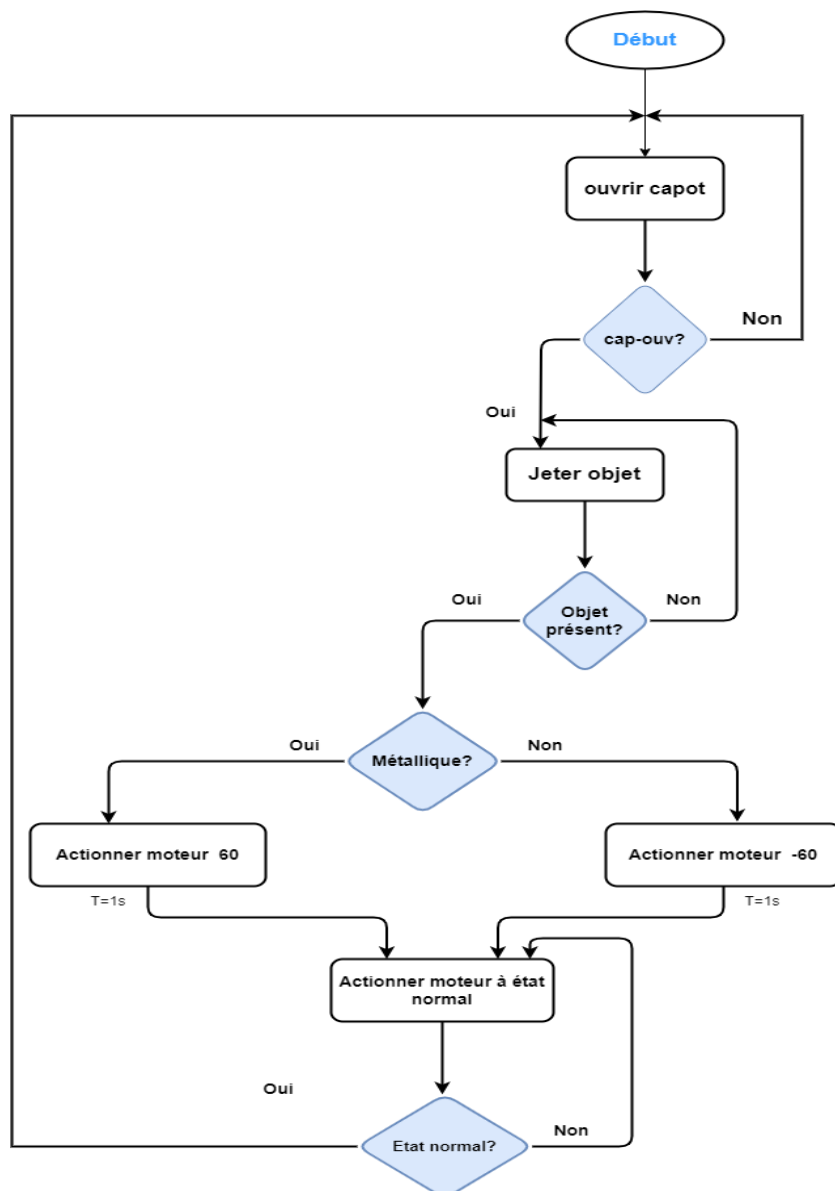 Début
ouvrir capot
cap-ouv?
Non
Oui
Jeter objet
Oui
Objet
présent?
Non
Oui
Métallique?
Non
Actionner moteur 60
Actionner moteur -60
T=1s
T=1s
Actionner moteur à état
normal
Oui
Etat normal?
Non